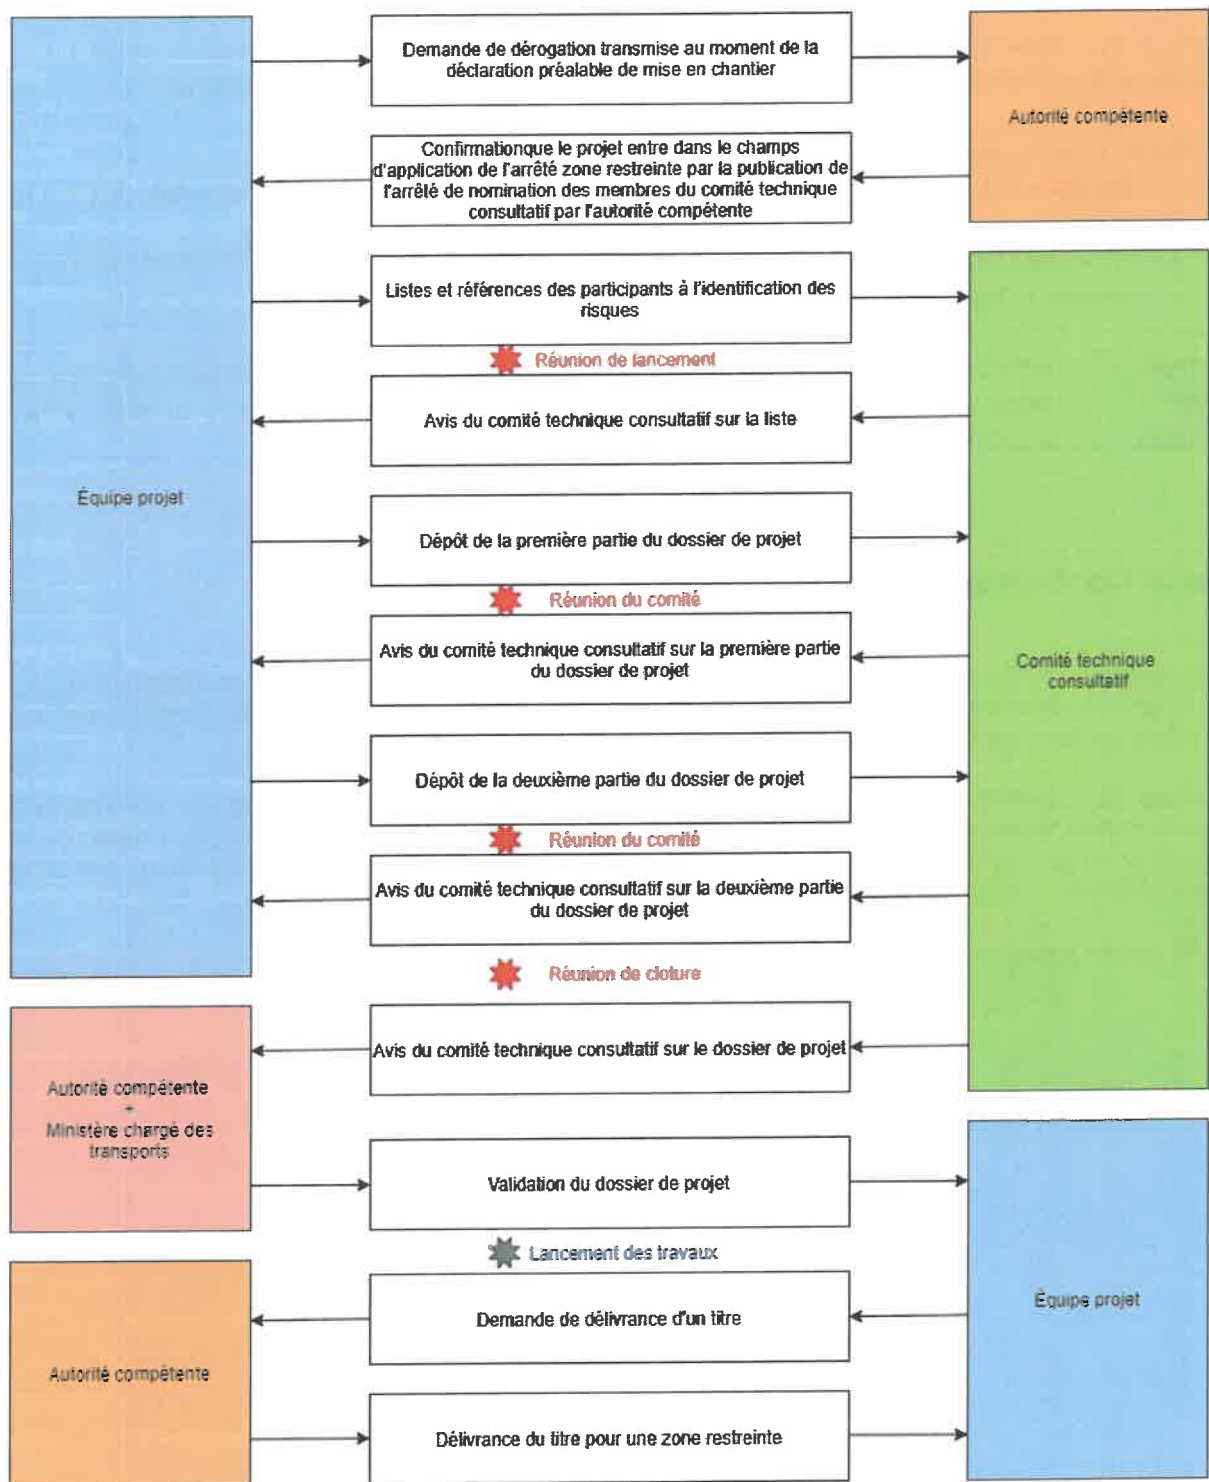 Demande de dérogation transmise au moment de la
déclaration préalable de mise en chantier
Autorité compétente
Confirmationque le projet entre dans le champs
d'application de l'arrêté zone restreinte par la publication de
l'arrêlé de nomination des membres du comité technique
consultatif par l'autorité compétente
Listes et références des participants à l'identification des
risques
Réunion de lancement
Avis du comité technique consultatif sur la liste
Équipe projet
Dépôt de la première partie du dossier de projet
Réunion du comité
Avis du comité technique consultatif sur la première partie
du dossier de projet
Comité technique
consultatif
Dépôt de la deuxième partie du dossier de projet
Réunion du comité
Avis du comité technique consultatif sur la deuxième partie
du dossier de projet
Réunion de cloture
Avis du comité technique consultatif sur le dossier de projet
Autorité compétente
+
Ministère chargé des
transports
Validation du dossier de projet
Lancement des travaux
Équipe projet
Demande de délivrance d'un titre
Autorité compétente
Délivrance du titre pour une zone restreinte